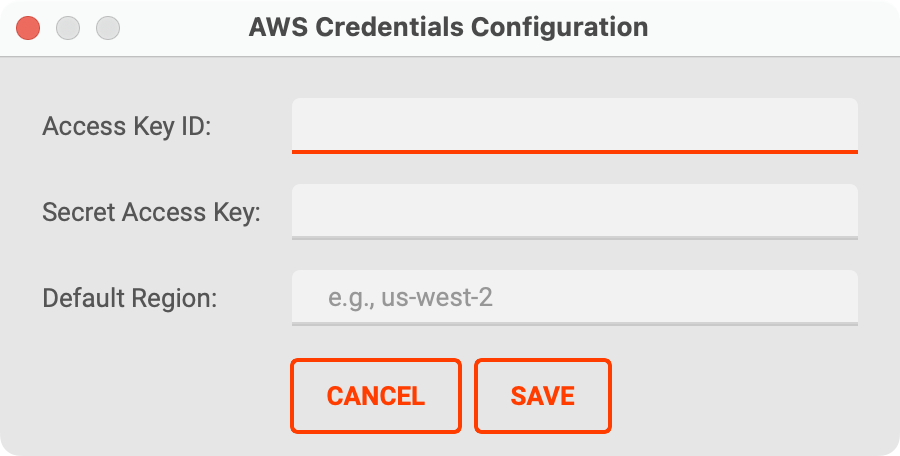 AWS Credentials Configuration
Access Key ID:
Secret Access Key:
Default Region: e.g., us-west-2
CANCEL SAVE